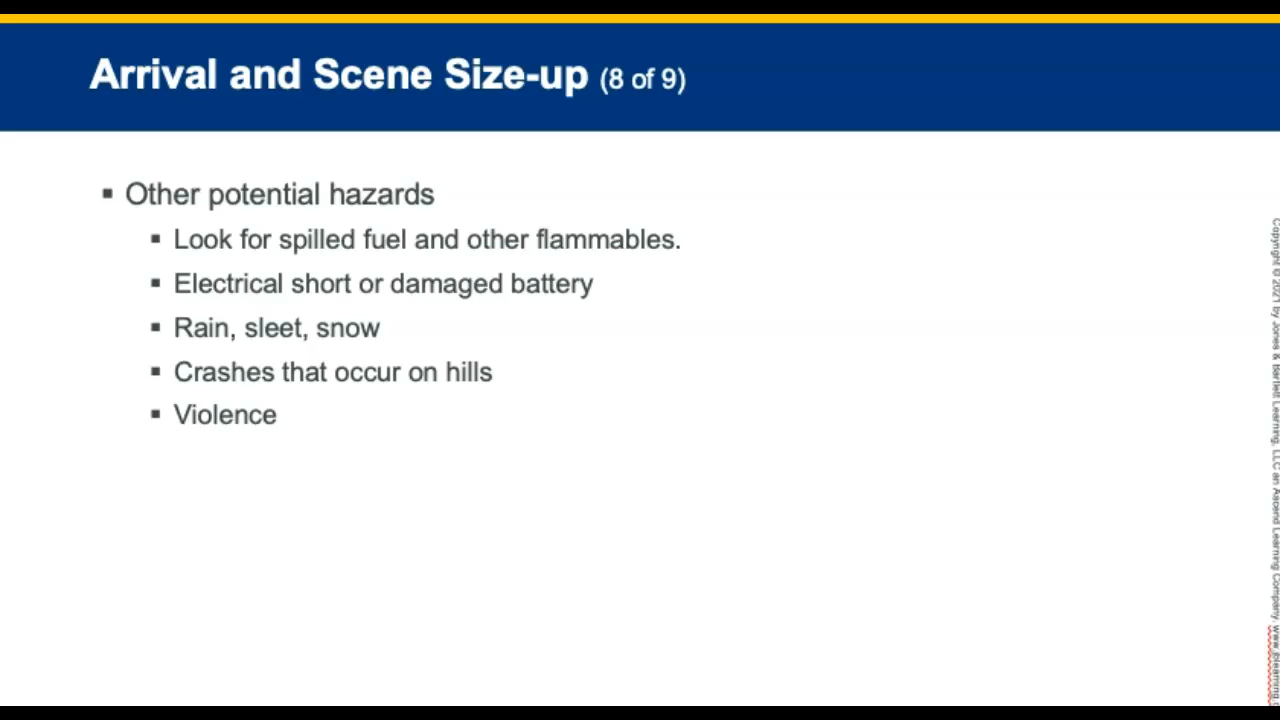 Arrival and Scene Size-up (8 of 9)
▪ Other potential hazards
▪ Look for spilled fuel and other flammables.
▪ Electrical short or damaged battery
▪ Rain, sleet, snow
▪ Crashes that occur on hills
▪ Violence
Copyright © 2021 by Jones & Bartlett Learning, LLC an Ascend Learning Company. www.jblearning.